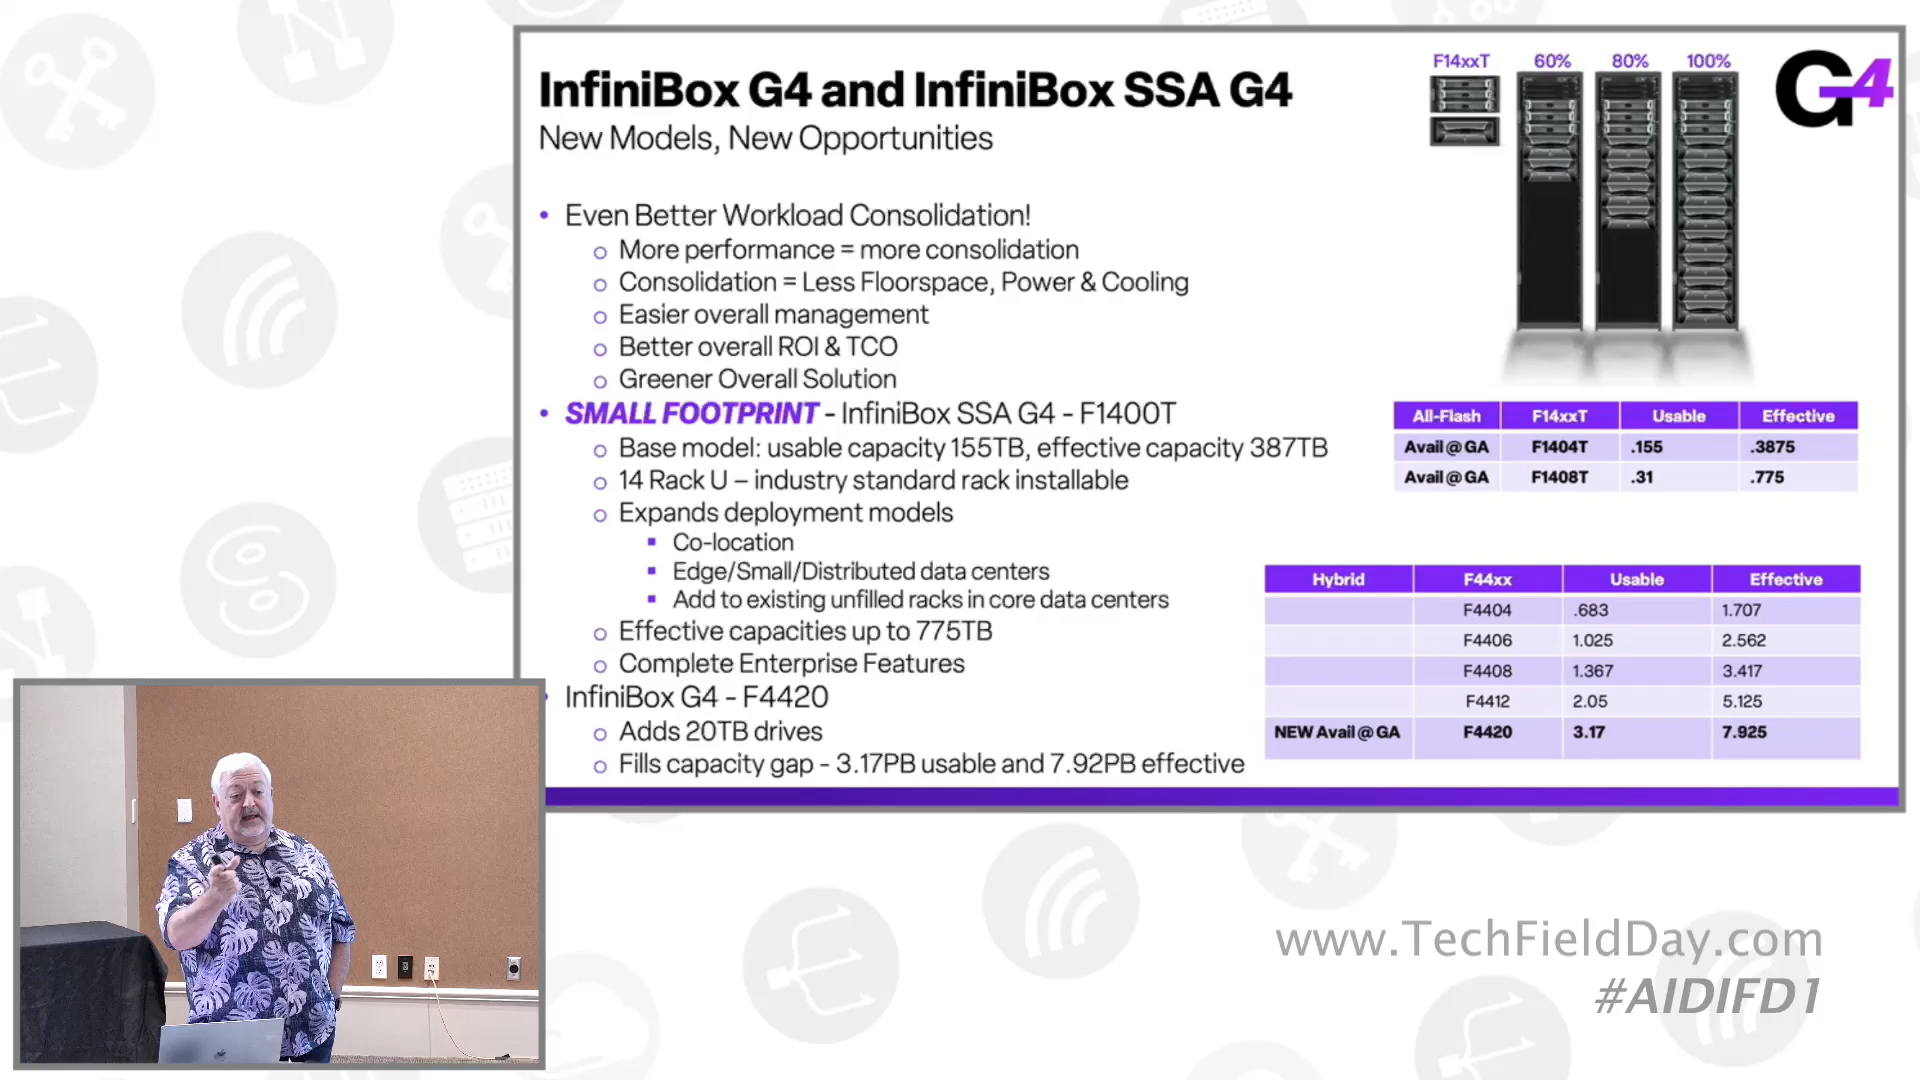 InfiniBox G4 and InfiniBox SSA G4
New Models, New Opportunities
F14xxT 60% 80% 100%
G4
• Even Better Workload Consolidation!
o More performance = more consolidation
o Consolidation = Less Floorspace, Power & Cooling
o Easier overall management
o Better overall ROI & TCO
o Greener Overall Solution
• SMALL FOOTPRINT - InfiniBox SSA G4 - F1400T
o Base model: usable capacity 155TB, effective capacity 387TB
o 14 Rack U – industry standard rack installable
o Expands deployment models
▪ Co-location
▪ Edge/Small/Distributed data centers
▪ Add to existing unfilled racks in core data centers
o Effective capacities up to 775TB
o Complete Enterprise Features
• InfiniBox G4 - F4420
o Adds 20TB drives
o Fills capacity gap - 3.17PB usable and 7.92PB effective
All-Flash F14xxT Usable Effective
Avail @ GA F1404T .155 .3875
Avail @ GA F1408T .31 .775
Hybrid F44xx Usable Effective
F4404 .683 1.707
F4406 1.025 2.562
F4408 1.367 3.417
F4412 2.05 5.125
NEW Avail @ GA F4420 3.17 7.925
www.TechFieldDay.com
#AIDIFD1